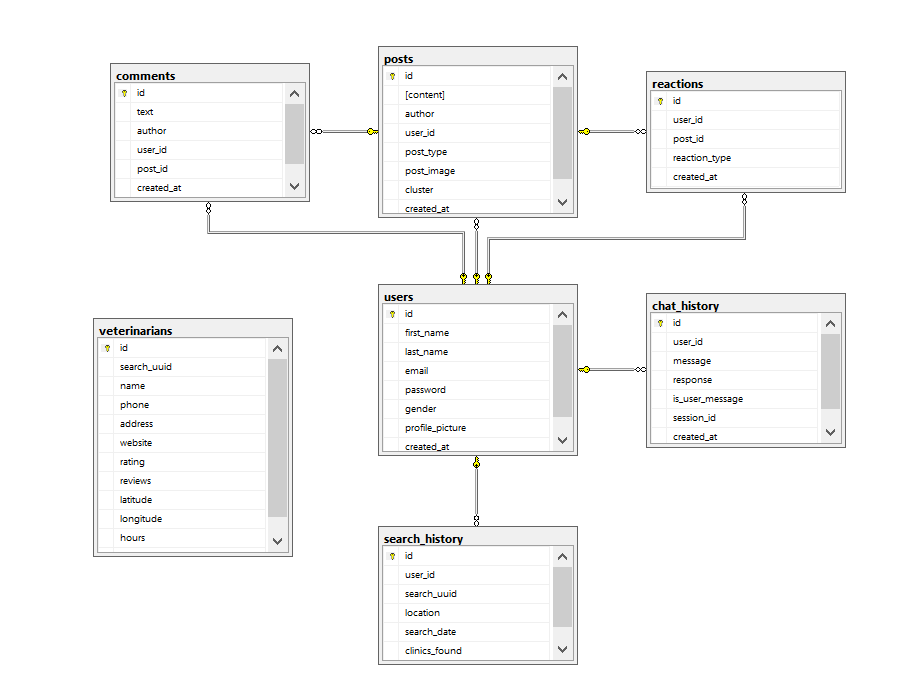 comments
id
text
author
user_id
post_id
created_at
posts
id
[content]
author
user_id
post_type
post_image
cluster
created_at
reactions
id
user_id
post_id
reaction_type
created_at
veterinarians
id
search_uuid
name
phone
address
website
rating
reviews
latitude
longitude
hours
users
id
first_name
last_name
email
password
gender
profile_picture
created_at
chat_history
id
user_id
message
response
is_user_message
session_id
created_at
search_history
id
user_id
search_uuid
location
search_date
clinics_found